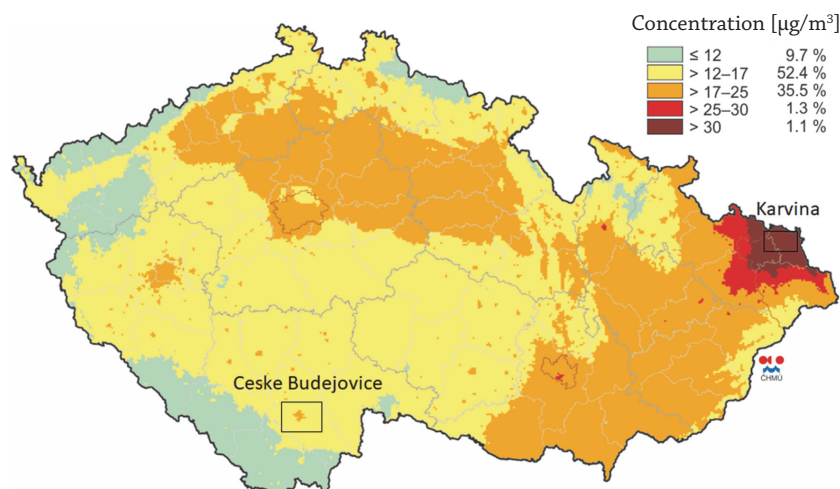 Concentration [µg/m³]
≤ 12 9.7 %
> 12–17 52.4 %
> 17–25 35.5 %
> 25–30 1.3 %
> 30 1.1 %
Karvina
ČHMÚ
Ceske Budejovice